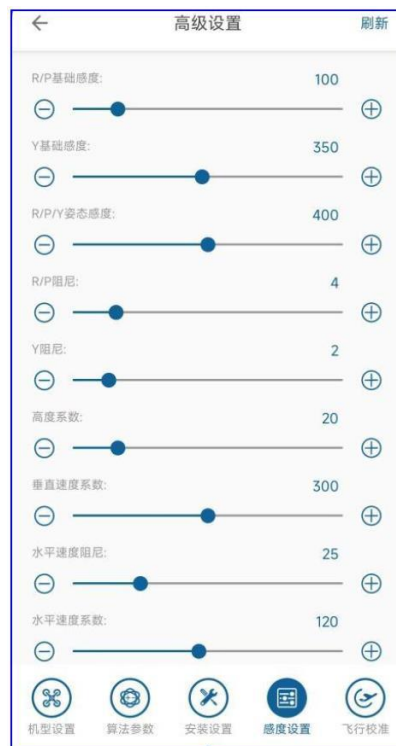 高级设置 刷新
R/P基础感度: 100
Y基础感度: 350
R/P/Y姿态感度: 400
R/P阻尼: 4
Y阻尼: 2
高度系数: 20
垂直速度系数: 300
水平速度阻尼: 25
水平速度系数: 120
机型设置 算法参数 安装设置 感度设置 飞行校准